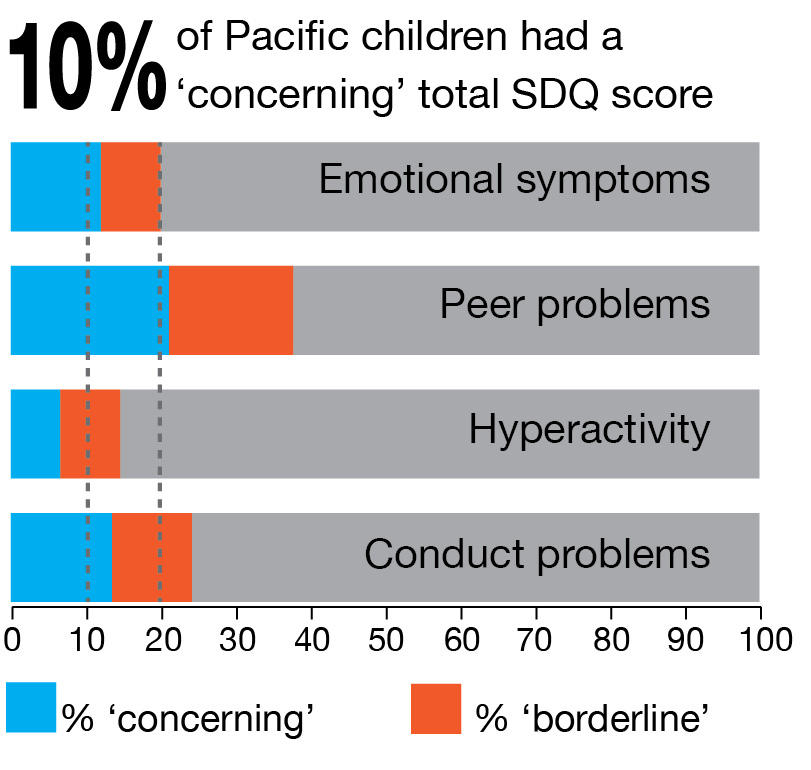 10% of Pacific children had a
‘concerning’ total SDQ score
Emotional symptoms
Peer problems
Hyperactivity
Conduct problems
0 10 20 30 40 50 60 70 80 90 100
% ‘concerning’ % ‘borderline’